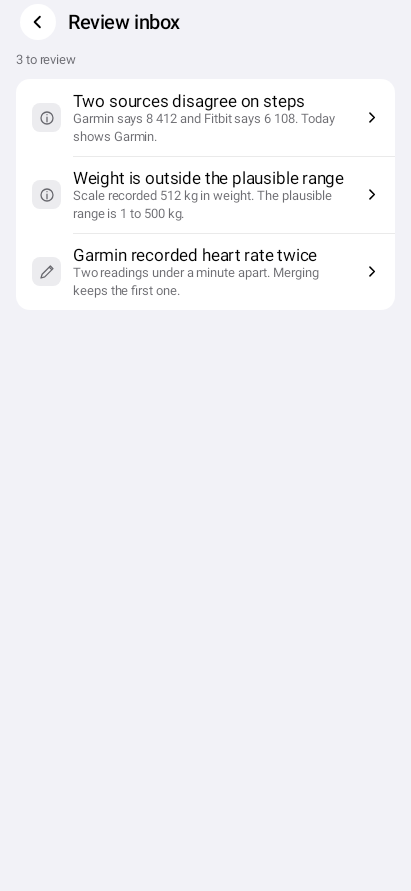 Review inbox
3 to review
Two sources disagree on steps
Garmin says 8 412 and Fitbit says 6 108. Today
shows Garmin.
Weight is outside the plausible range
Scale recorded 512 kg in weight. The plausible
range is 1 to 500 kg.
Garmin recorded heart rate twice
Two readings under a minute apart. Merging
keeps the first one.